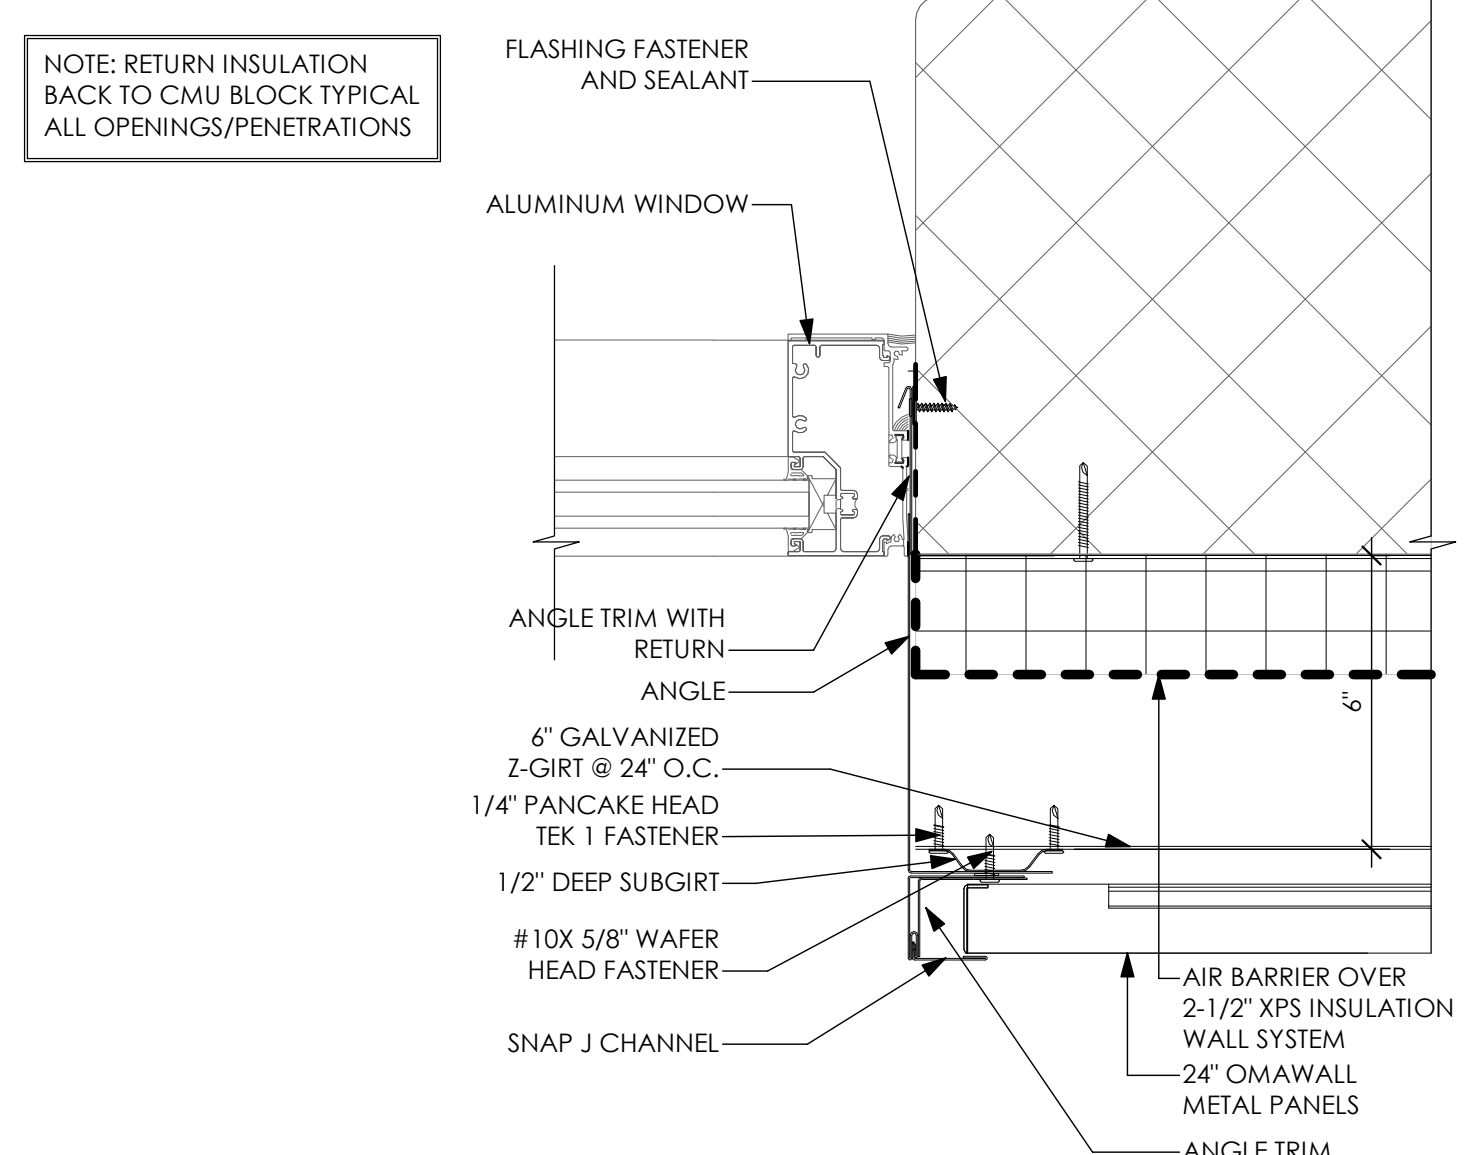 NOTE: RETURN INSULATION
BACK TO CMU BLOCK TYPICAL
ALL OPENINGS/PENETRATIONS
FLASHING FASTENER
AND SEALANT
ALUMINUM WINDOW
ANGLE TRIM WITH
RETURN
ANGLE
6" GALVANIZED
Z-GIRT @ 24" O.C.
1/4" PANCAKE HEAD
TEK 1 FASTENER
1/2" DEEP SUBGIRT
#10X 5/8" WAFER
HEAD FASTENER
SNAP J CHANNEL
6"
AIR BARRIER OVER
2-1/2" XPS INSULATION
WALL SYSTEM
24" OMAWALL
METAL PANELS
ANGLE TRIM